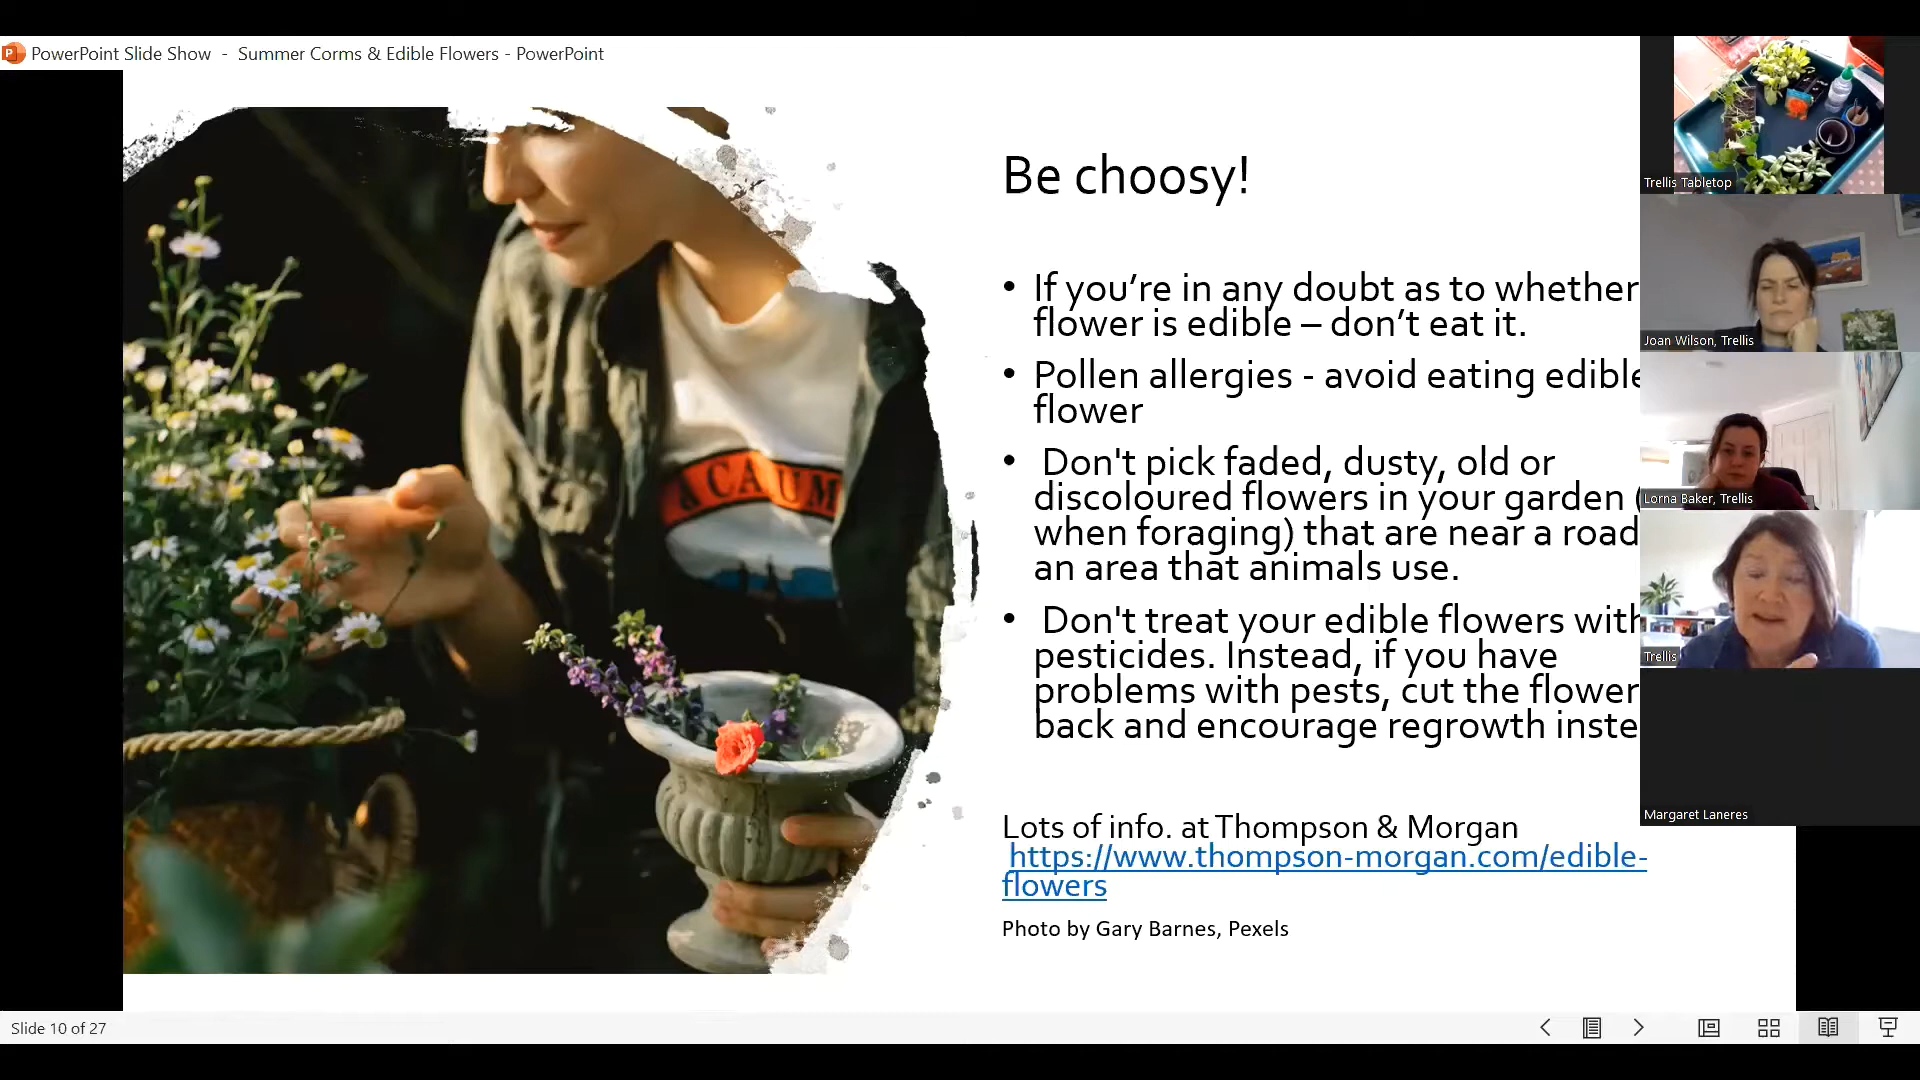 PowerPoint Slide Show - Summer Corms & Edible Flowers - PowerPoint
Be choosy!
• If you’re in any doubt as to whether
flower is edible – don’t eat it.
• Pollen allergies - avoid eating edible
flower
• Don't pick faded, dusty, old or
discoloured flowers in your garden (
when foraging) that are near a road
an area that animals use.
• Don't treat your edible flowers with
pesticides. Instead, if you have
problems with pests, cut the flower
back and encourage regrowth inste
Lots of info. at Thompson & Morgan
https://www.thompson-morgan.com/edible-
flowers
Photo by Gary Barnes, Pexels
Trellis Tabletop
Joan Wilson, Trellis
Lorna Baker, Trellis
Trellis
Margaret Laneres
Slide 10 of 27